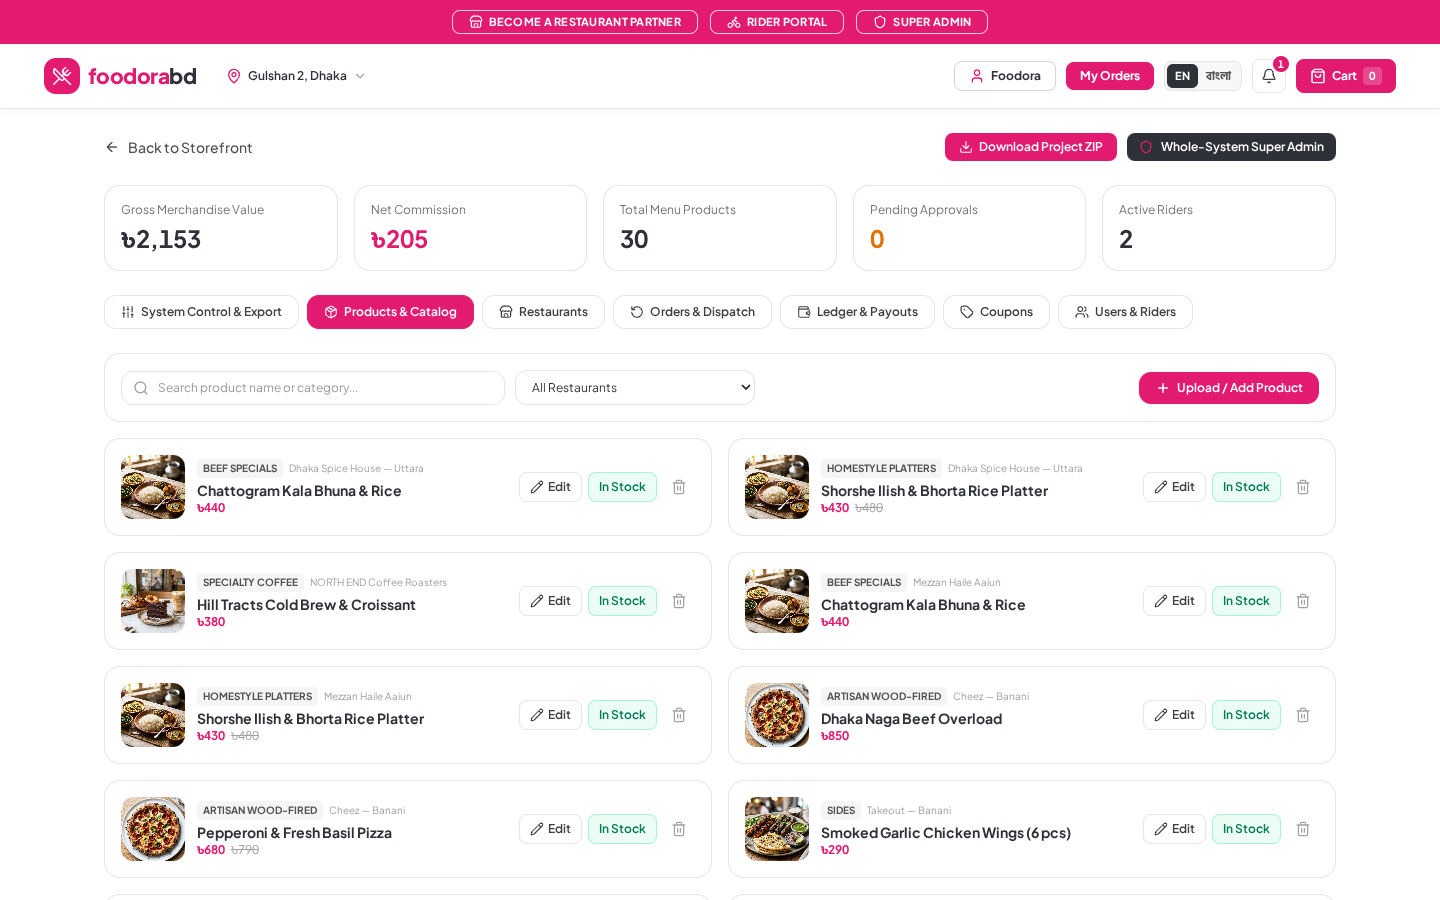 BECOME A RESTAURANT PARTNER
RIDER PORTAL
SUPER ADMIN
foodorabd
Gulshan 2, Dhaka
Foodora
My Orders
EN
বাংলা
1
Cart 0
Back to Storefront
Download Project ZIP
Whole-System Super Admin
Gross Merchandise Value
৳2,153
Net Commission
৳205
Total Menu Products
30
Pending Approvals
0
Active Riders
2
System Control & Export
Products & Catalog
Restaurants
Orders & Dispatch
Ledger & Payouts
Coupons
Users & Riders
Search product name or category...
All Restaurants
Upload / Add Product
BEEF SPECIALS Dhaka Spice House — Uttara
Chattogram Kala Bhuna & Rice
৳440
Edit
In Stock
HOMESTYLE PLATTERS Dhaka Spice House — Uttara
Shorshe Ilish & Bhorta Rice Platter
৳430 ৳480
Edit
In Stock
SPECIALTY COFFEE NORTH END Coffee Roasters
Hill Tracts Cold Brew & Croissant
৳380
Edit
In Stock
BEEF SPECIALS Mezzan Haile Aaiun
Chattogram Kala Bhuna & Rice
৳440
Edit
In Stock
HOMESTYLE PLATTERS Mezzan Haile Aaiun
Shorshe Ilish & Bhorta Rice Platter
৳430 ৳480
Edit
In Stock
ARTISAN WOOD-FIRED Cheez — Banani
Dhaka Naga Beef Overload
৳850
Edit
In Stock
ARTISAN WOOD-FIRED Cheez — Banani
Pepperoni & Fresh Basil Pizza
৳680 ৳790
Edit
In Stock
SIDES Takeout — Banani
Smoked Garlic Chicken Wings (6 pcs)
৳290
Edit
In Stock